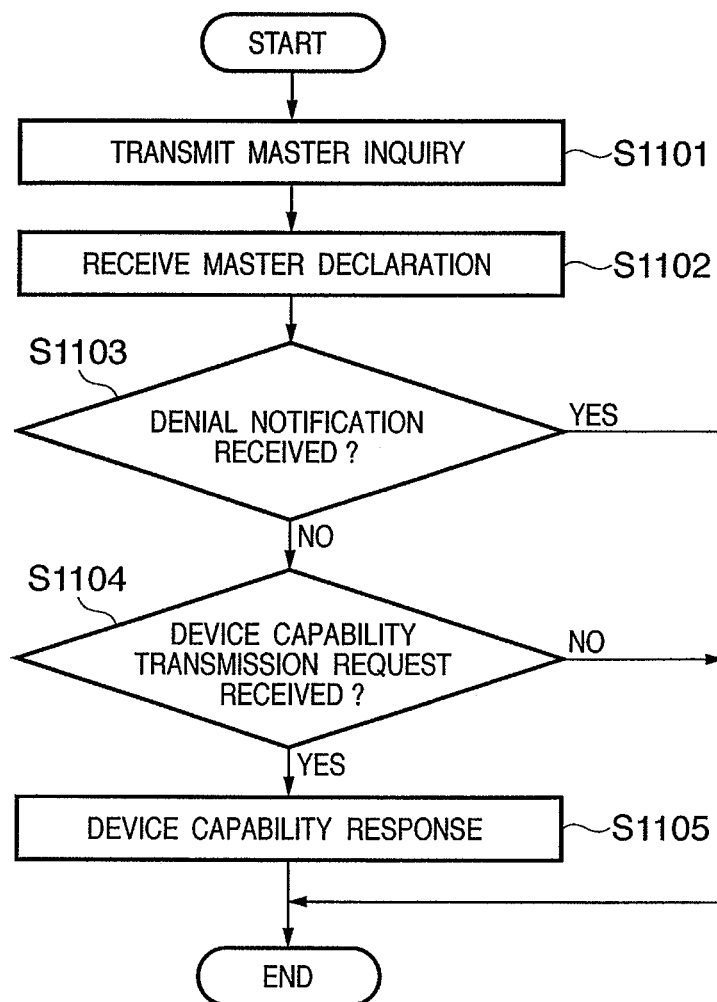 START
TRANSMIT MASTER INQUIRY
S1101
RECEIVE MASTER DECLARATION
S1102
S1103
DENIAL NOTIFICATION
RECEIVED ?
YES
NO
S1104
DEVICE CAPABILITY
TRANSMISSION REQUEST
RECEIVED ?
NO
YES
DEVICE CAPABILITY RESPONSE
S1105
END